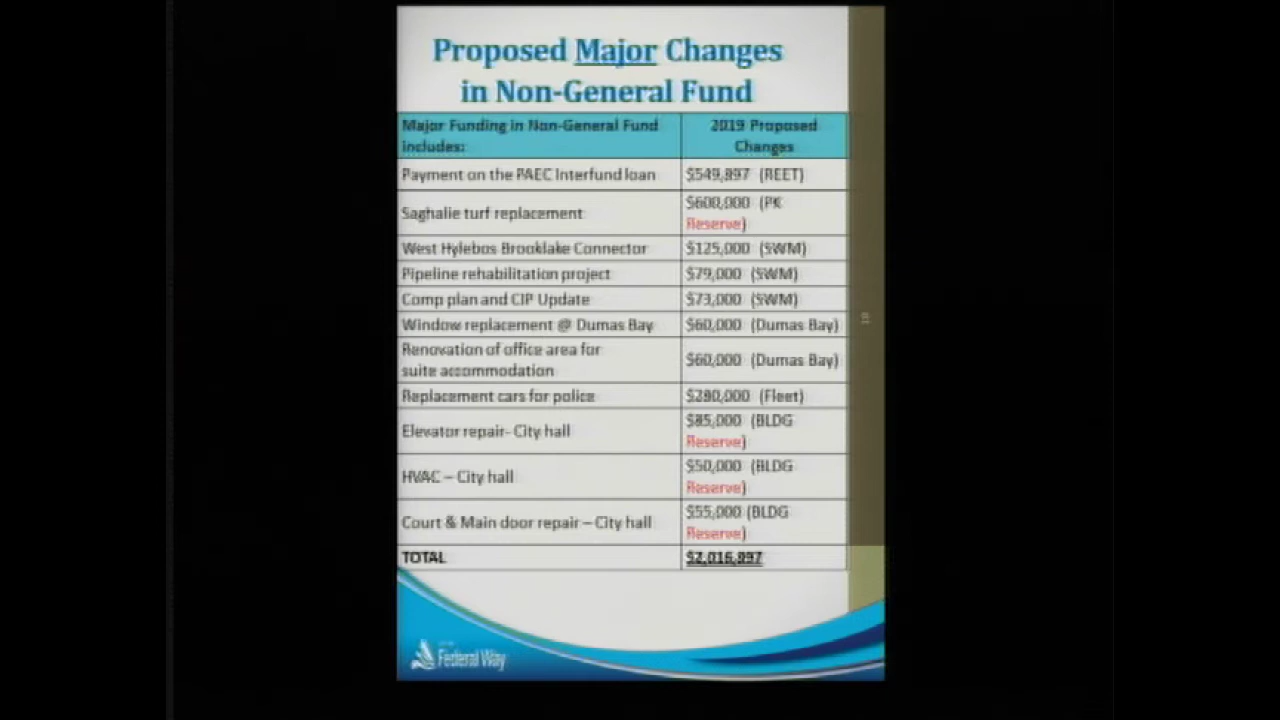 Proposed Major Changes
in Non-General Fund
Major Funding in Non-General Fund
includes:
2019 Proposed
Changes
Payment on the PAEC Interfund loan
$549,897 (REET)
Saghalie turf replacement
$600,000 (PK
Reserve)
West Hylebos Brooklake Connector
$125,000 (SWM)
Pipeline rehabilitation project
$79,000 (SWM)
Comp plan and CIP Update
$73,000 (SWM)
Window replacement @ Dumas Bay
$60,000 (Dumas Bay)
Renovation of office area for
suite accommodation
$60,000 (Dumas Bay)
Replacement cars for police
$280,000 (Fleet)
Elevator repair- City hall
$85,000 (BLDG
Reserve)
HVAC – City hall
$50,000 (BLDG
Reserve)
Court & Main door repair – City hall
$55,000 (BLDG
Reserve)
TOTAL
$2,016,897
Federal Way